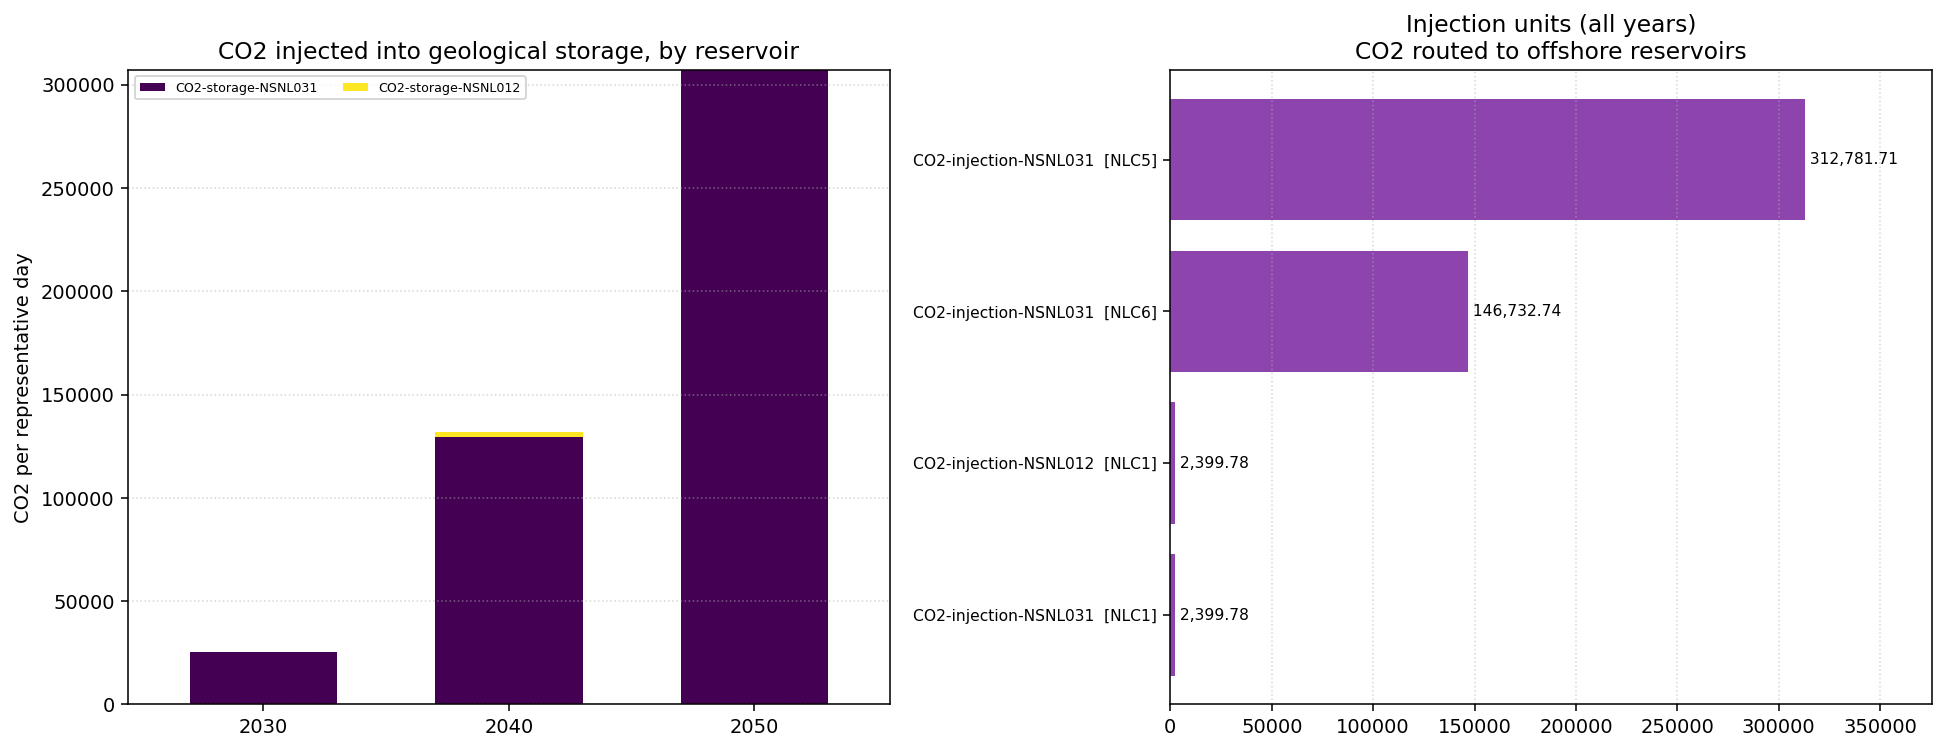 CO2 injected into geological storage, by reservoir
CO2-storage-NSNL031
CO2-storage-NSNL012
CO2 per representative day
300000
250000
200000
150000
100000
50000
0
2030
2040
2050
Injection units (all years)
CO2 routed to offshore reservoirs
CO2-injection-NSNL031 [NLC5]
312,781.71
CO2-injection-NSNL031 [NLC6]
146,732.74
CO2-injection-NSNL012 [NLC1]
2,399.78
CO2-injection-NSNL031 [NLC1]
2,399.78
0
50000
100000
150000
200000
250000
300000
350000